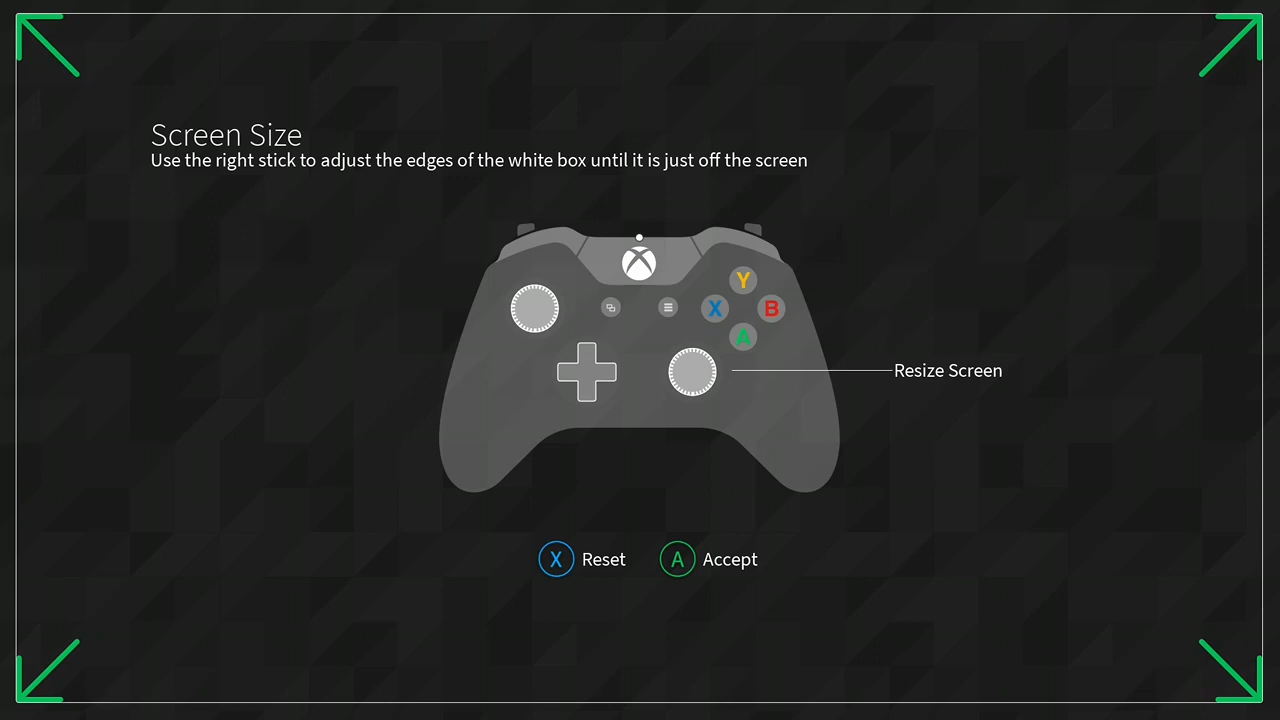 Screen Size
Use the right stick to adjust the edges of the white box until it is just off the screen
Y
X B
A
Resize Screen
X Reset A Accept